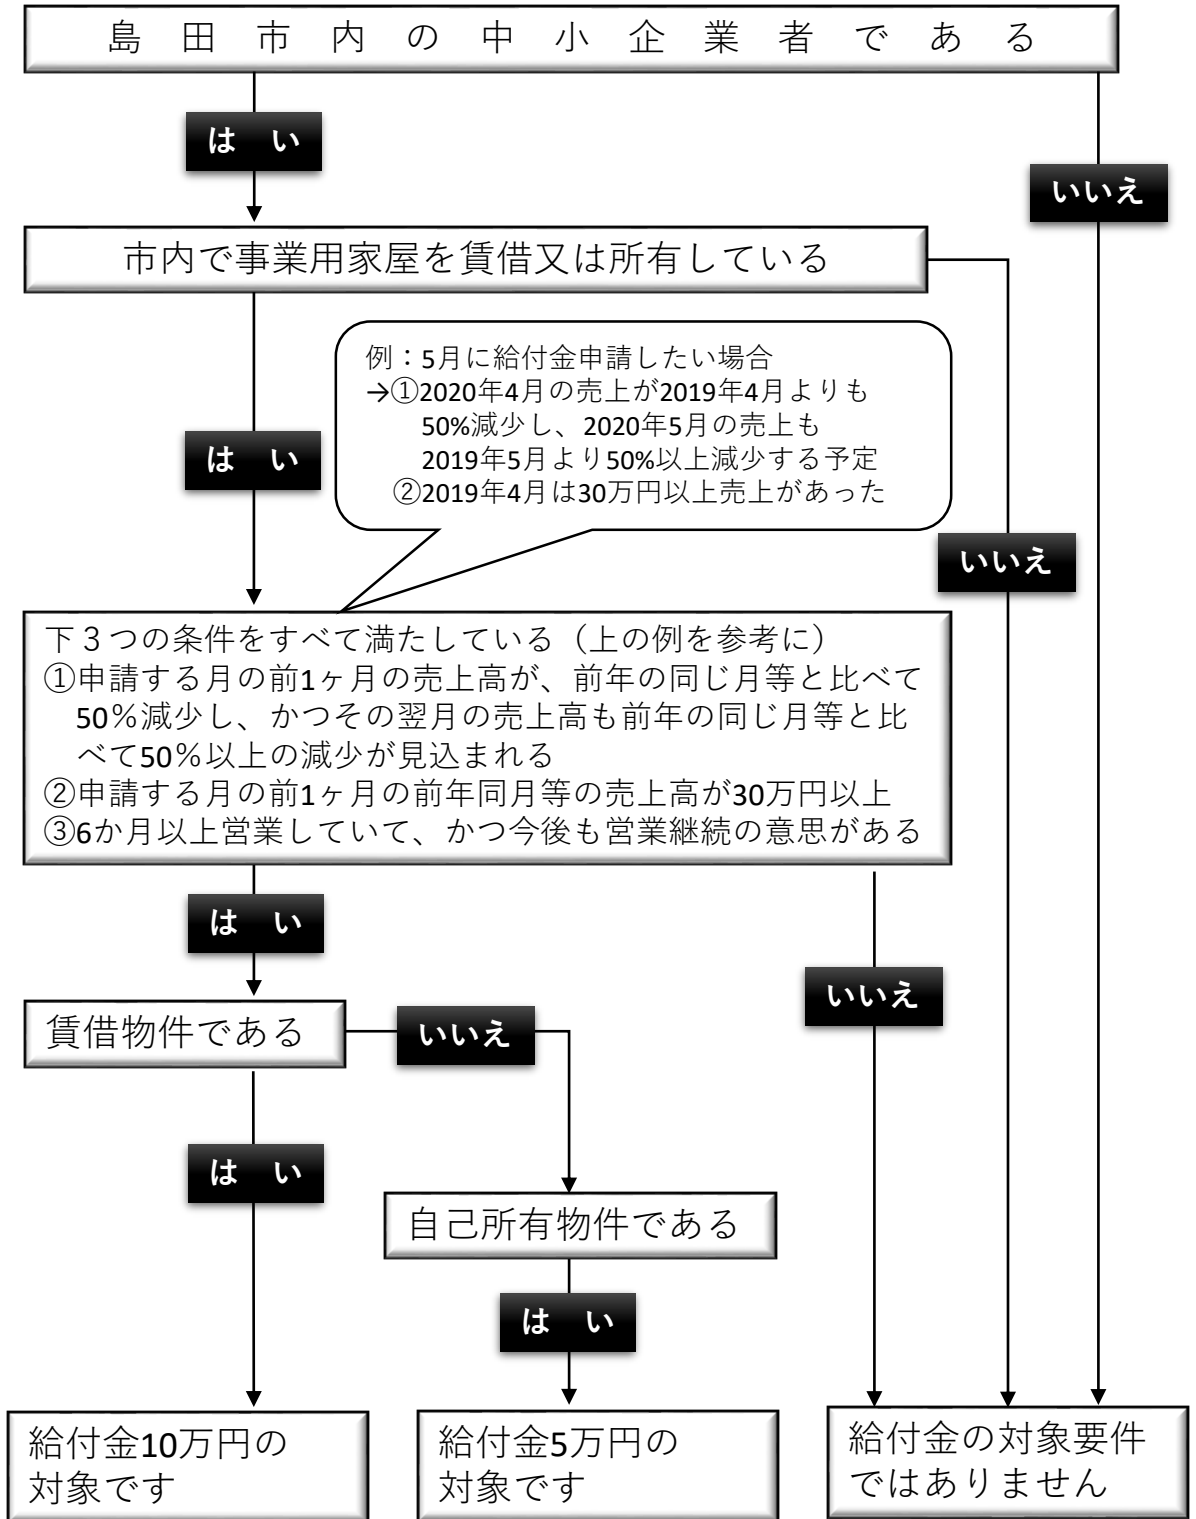 島田市内の中小企業者である
はい
いいえ
市内で事業用家屋を賃借又は所有している
例：5月に給付金申請したい場合
→①2020年4月の売上が2019年4月よりも
50%減少し、2020年5月の売上も
2019年5月より50%以上減少する予定
②2019年4月は30万円以上売上があった
はい
いいえ
下３つの条件をすべて満たしている（上の例を参考に）
①申請する月の前1ヶ月の売上高が、前年の同じ月等と比べて
50％減少し、かつその翌月の売上高も前年の同じ月等と比
べて50％以上の減少が見込まれる
②申請する月の前1ヶ月の前年同月等の売上高が30万円以上
③6か月以上営業していて、かつ今後も営業継続の意思がある
はい
いいえ
賃借物件である
いいえ
はい
自己所有物件である
はい
給付金10万円の
対象です
給付金5万円の
対象です
給付金の対象要件
ではありません